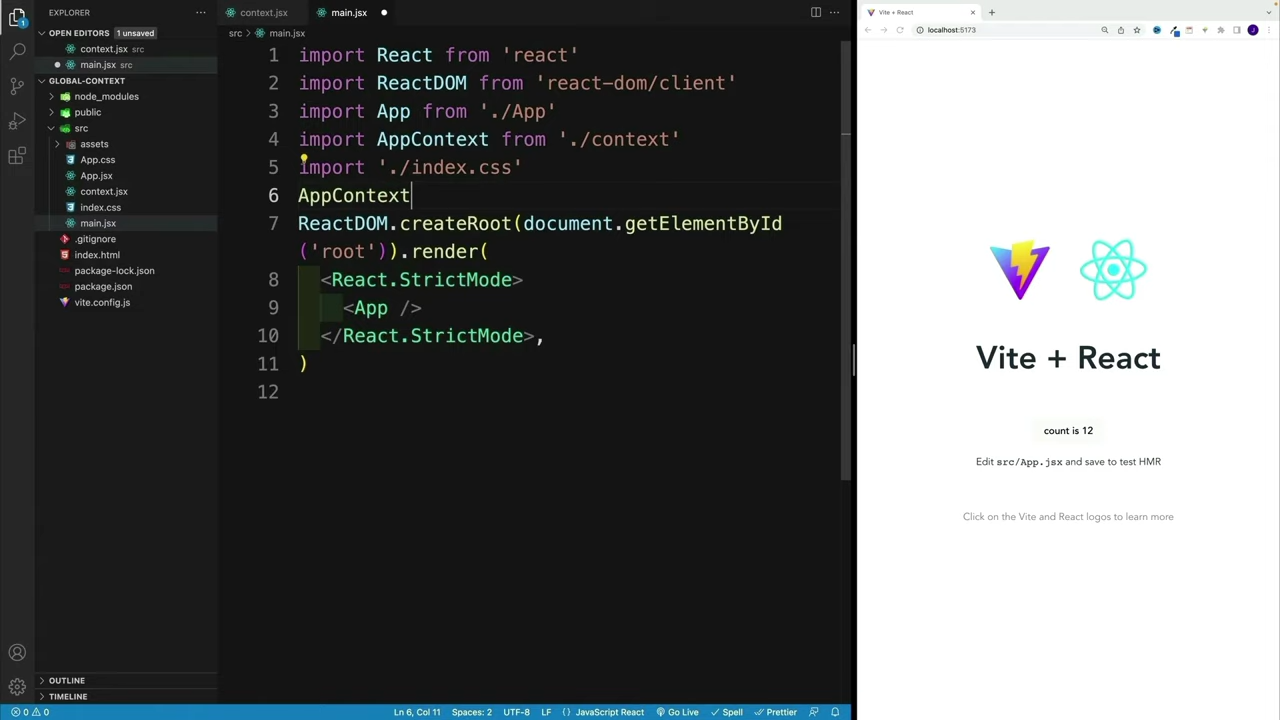 EXPLORER
OPEN EDITORS
1 unsaved
context.jsx src
main.jsx src
GLOBAL-CONTEXT
node_modules
public
src
assets
App.css
App.jsx
context.jsx
index.css
main.jsx
.gitignore
index.html
package-lock.json
package.json
vite.config.js
OUTLINE
TIMELINE
context.jsx
main.jsx
src > main.jsx
1 import React from 'react'
2 import ReactDOM from 'react-dom/client'
3 import App from './App'
4 import AppContext from './context'
5 import './index.css'
6 AppContext
7 ReactDOM.createRoot(document.getElementById
('root')).render(
8 <React.StrictMode>
9 <App />
10 </React.StrictMode>,
11 )
12
0 0
Ln 6, Col 11
Spaces: 2
UTF-8
LF
{ } JavaScript React
Go Live
Spell
Prettier
1
Vite + React
localhost:5173
J
Vite + React
count is 12
Edit src/App.jsx and save to test HMR
Click on the Vite and React logos to learn more